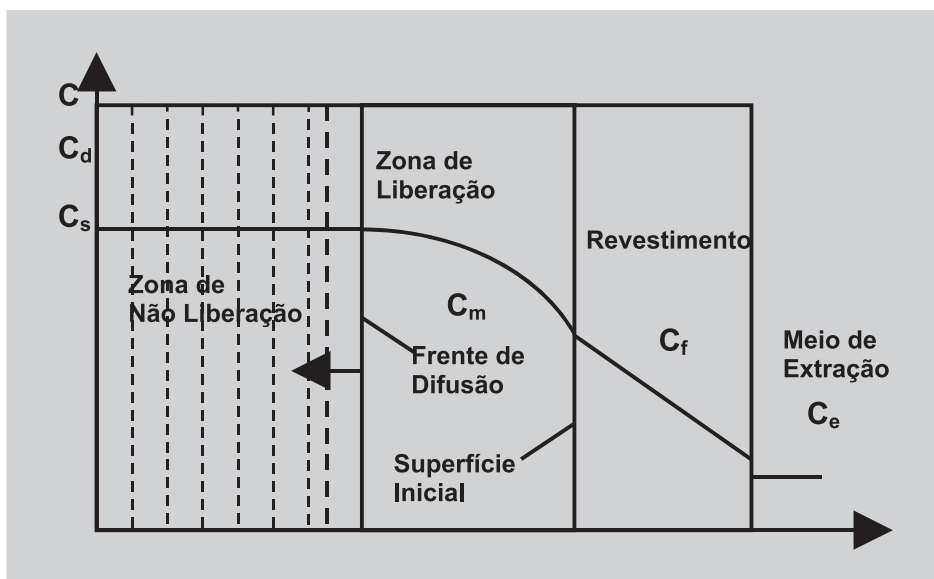 C
C_d
C_s
Zona de
Não Liberação
Zona de
Liberação
C_m
Frente de
Difusão
Superfície
Inicial
Revestimento
C_f
Meio de
Extração
C_e